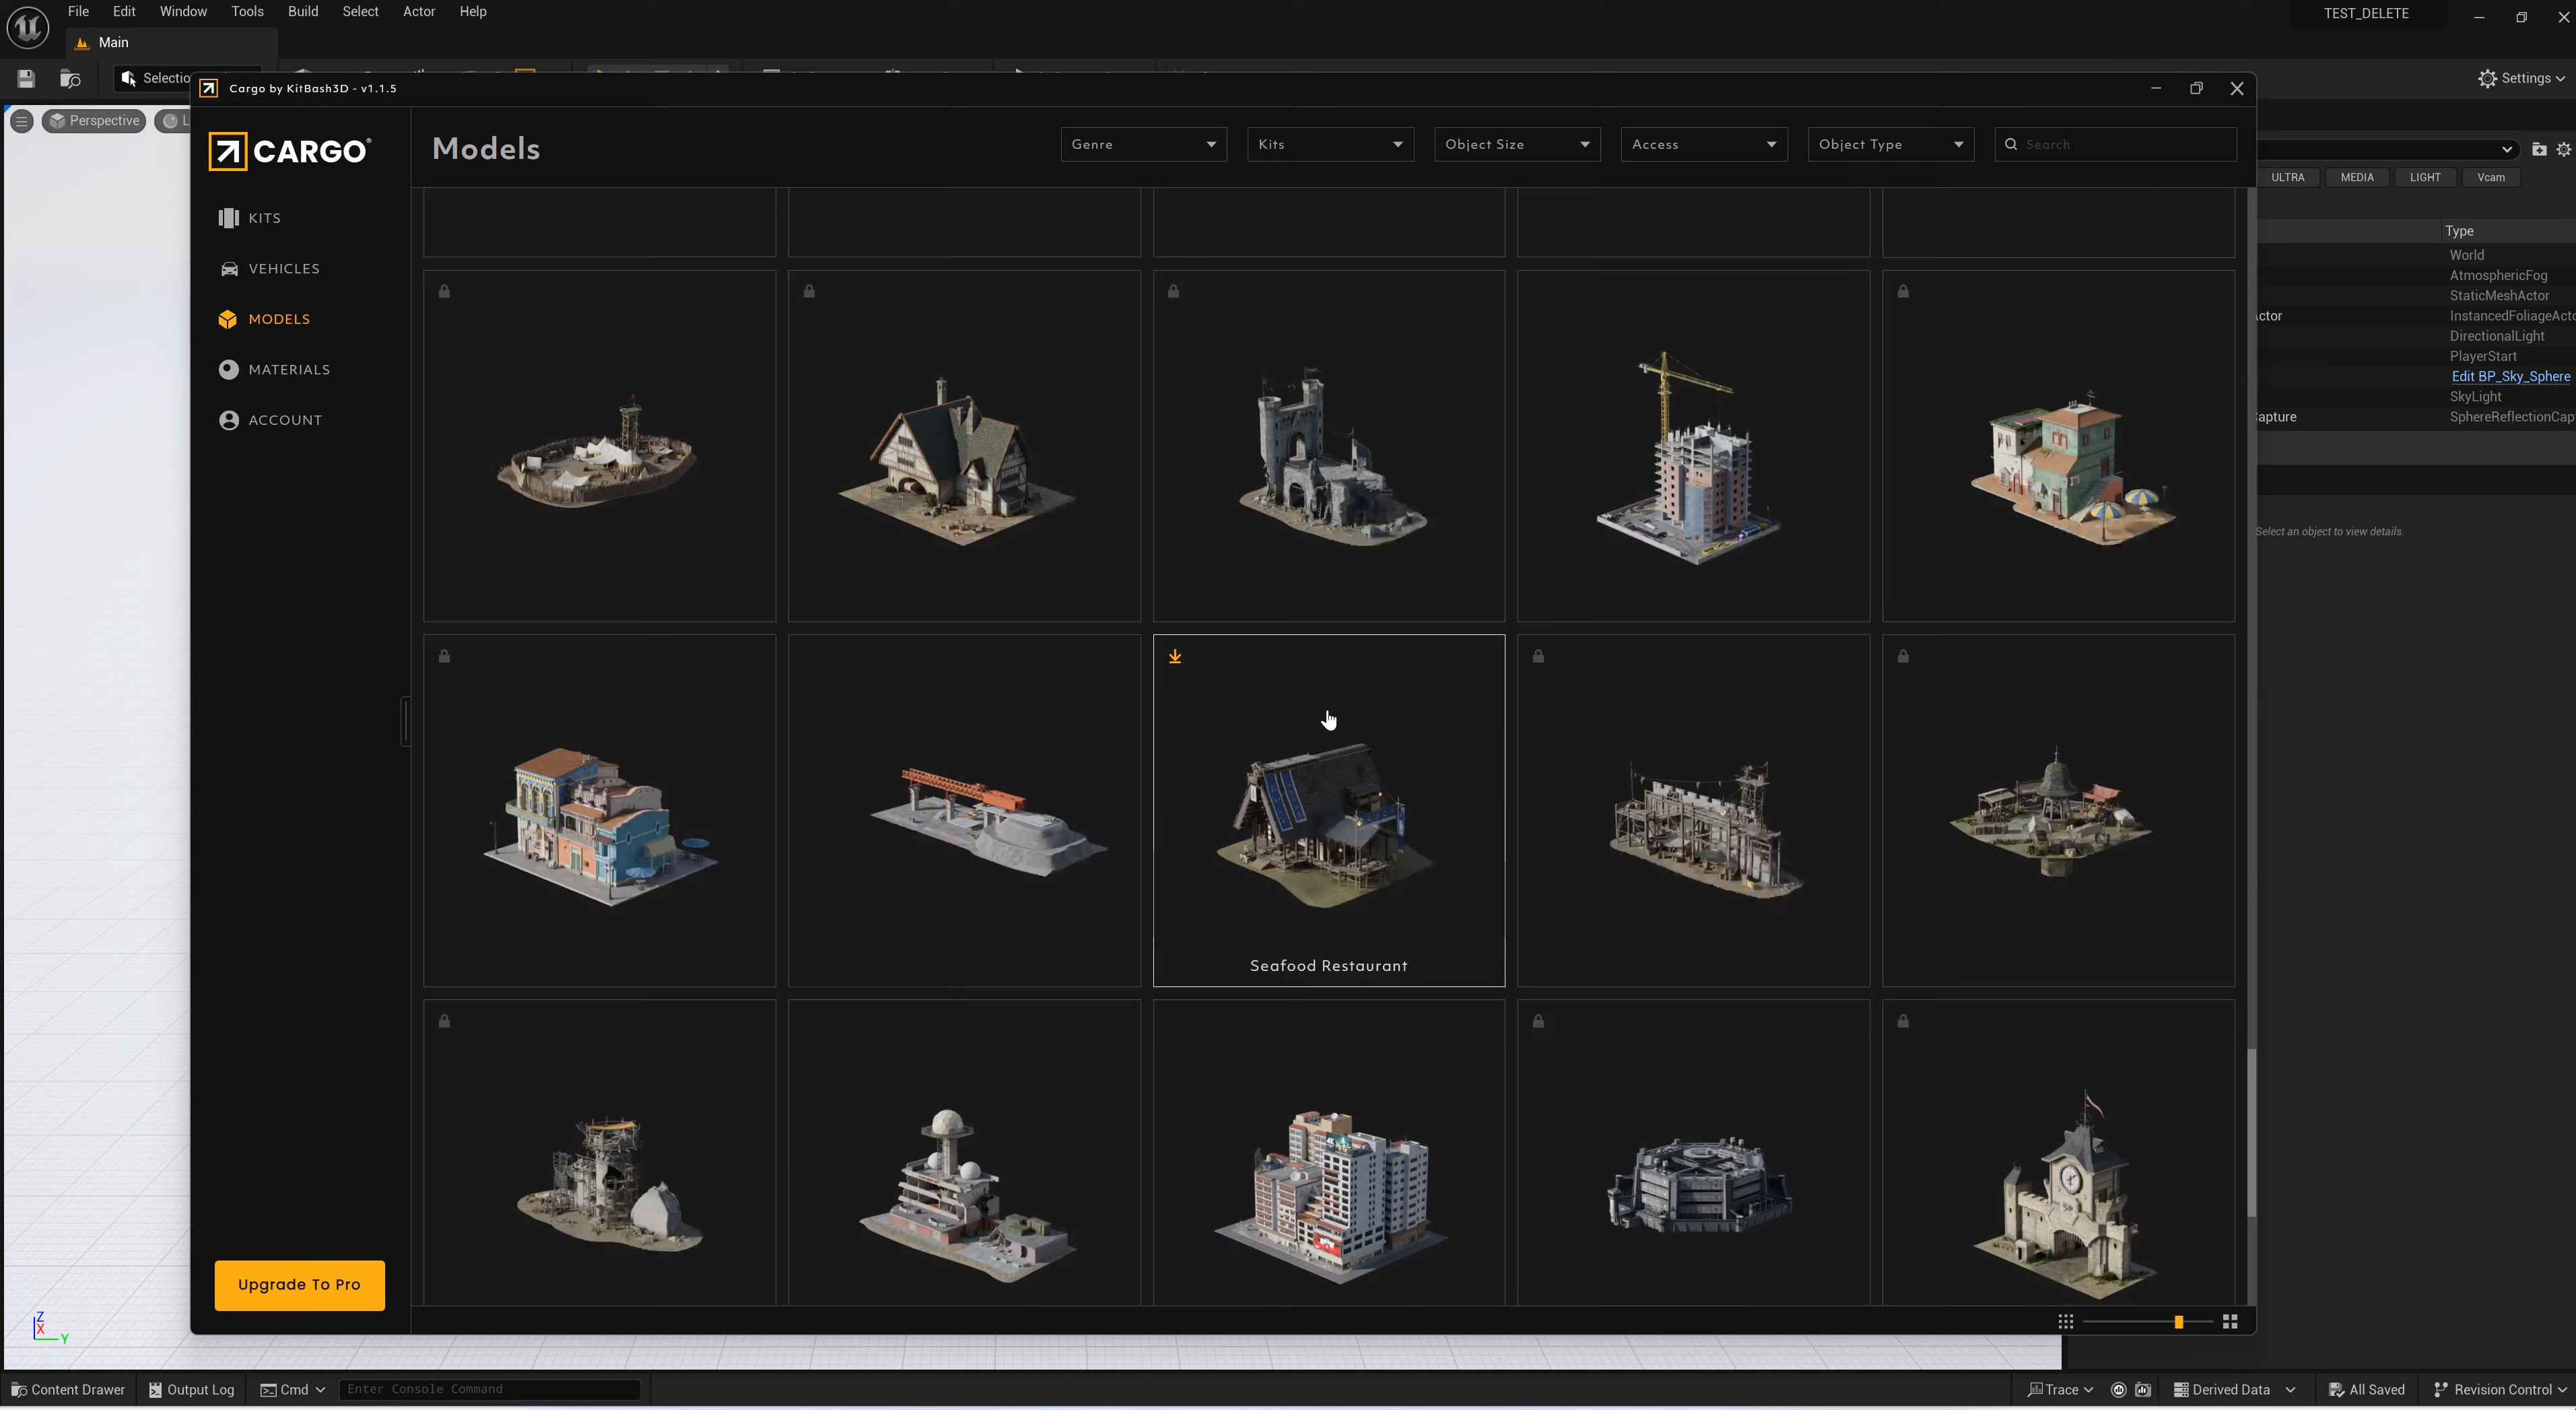 File Edit Window Tools Build Select Actor Help
TEST_DELETE
Main
Selectio
Settings
Cargo by KitBash3D - v1.1.5
Perspective
L
CARGO®
Models
Genre
Kits
Object Size
Access
Object Type
Search
KITS
VEHICLES
MODELS
MATERIALS
ACCOUNT
ULTRA
MEDIA
LIGHT
Vcam
Type
World
AtmosphericFog
StaticMeshActor
ctor InstancedFoliageActo
DirectionalLight
PlayerStart
Edit BP_Sky_Sphere
SkyLight
apture SphereReflectionCap
Select an object to view details.
Seafood Restaurant
Upgrade To Pro
Z
X
Y
Content Drawer
Output Log
Cmd
Enter Console Command
Trace
Derived Data
All Saved
Revision Control